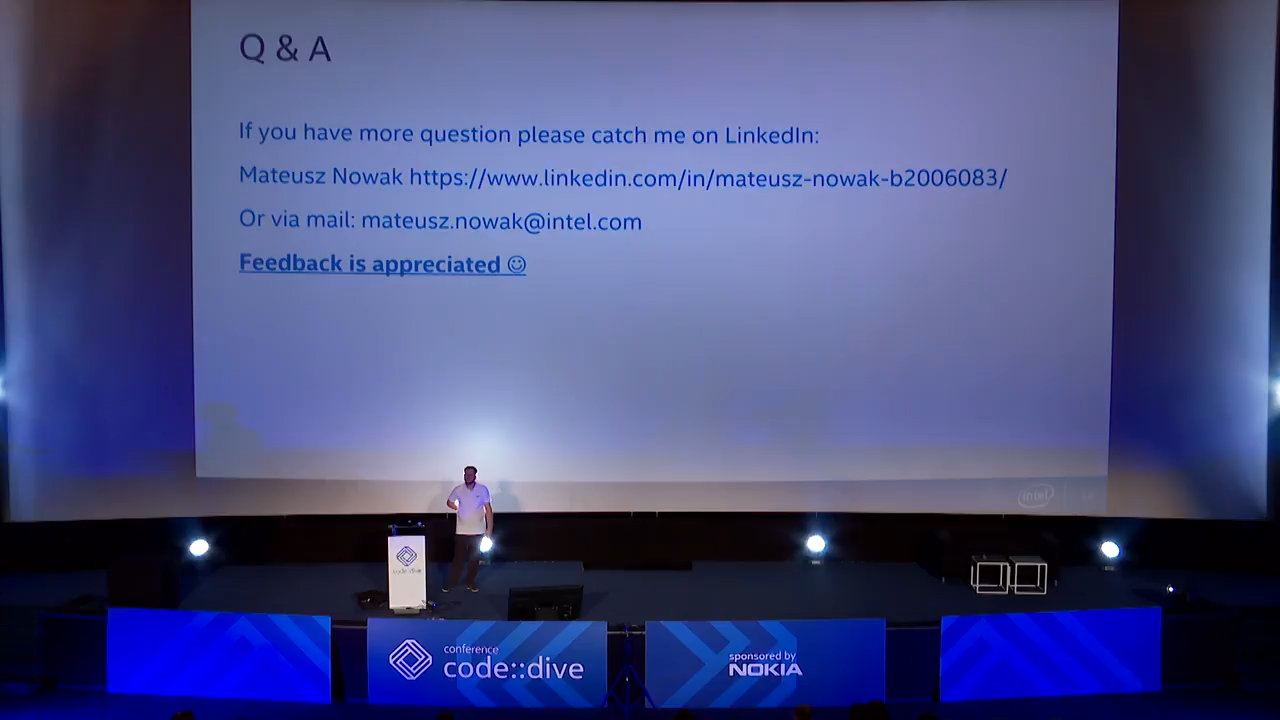 Q & A
If you have more question please catch me on LinkedIn:
Mateusz Nowak https://www.linkedin.com/in/mateusz-nowak-b2006083/
Or via mail: mateusz.nowak@intel.com
Feedback is appreciated ☺
intel
code::dive
conference
code::dive
sponsored by
NOKIA